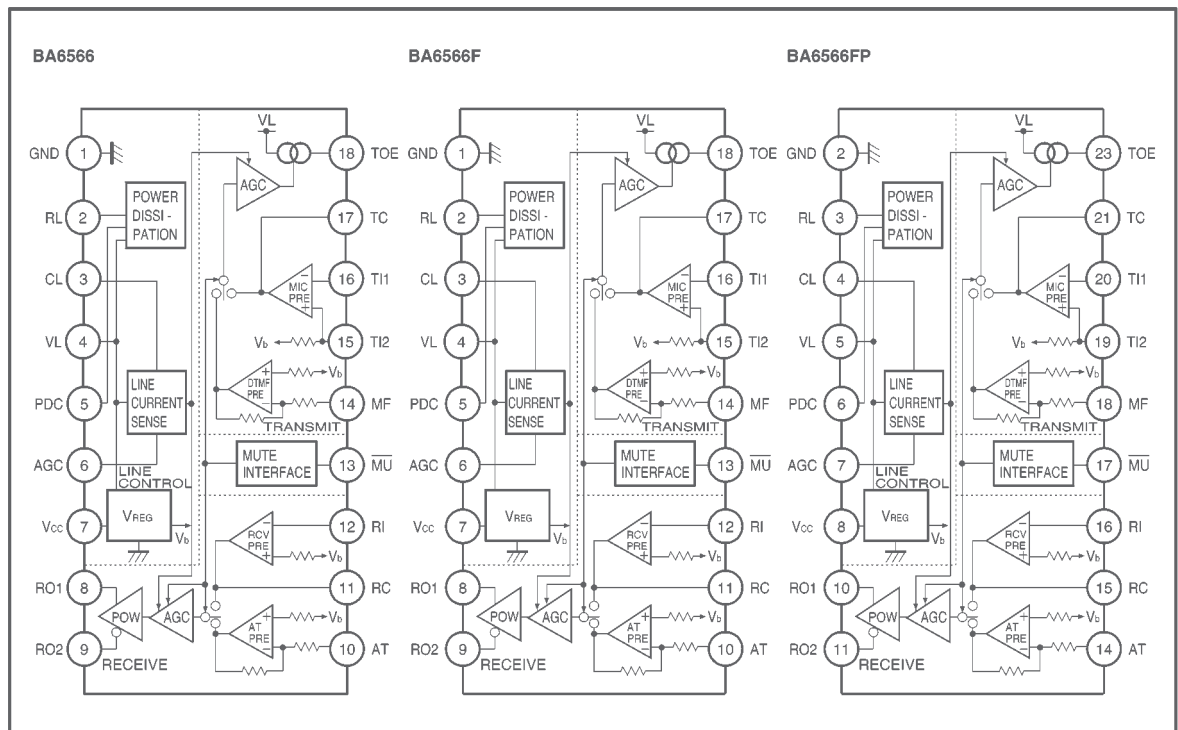 BA6566
BA6566F
BA6566FP
VL
GND 1
18 TOE
AGC
POWER
DISSI -
PATION
RL 2
17 TC
CL 3
16 TI1
MIC
PRE
− +
VL 4
Vb
15 TI2
LINE
CURRENT
SENSE
DTMF
PRE
+ −
Vb
PDC 5
14 MF
TRANSMIT
AGC 6
LINE
CONTROL
MUTE
INTERFACE
13 MU
Vcc 7
VREG
Vb
RCV
PRE
− +
12 RI
Vb
RO1 8
11 RC
POW
AGC
AT
PRE
+ −
Vb
RO2 9
10 AT
RECEIVE
VL
GND 1
18 TOE
AGC
POWER
DISSI -
PATION
RL 2
17 TC
CL 3
16 TI1
MIC
PRE
− +
VL 4
Vb
15 TI2
LINE
CURRENT
SENSE
DTMF
PRE
+ −
Vb
PDC 5
14 MF
TRANSMIT
AGC 6
MUTE
INTERFACE
13 MU
Vcc 7
VREG
Vb
RCV
PRE
− +
12 RI
Vb
RO1 8
11 RC
POW
AGC
AT
PRE
+ −
Vb
RO2 9
10 AT
RECEIVE
VL
GND 2
23 TOE
AGC
POWER
DISSI -
PATION
RL 3
21 TC
CL 4
20 TI1
MIC
PRE
− +
VL 5
Vb
19 TI2
LINE
CURRENT
SENSE
DTMF
PRE
+ −
Vb
PDC 6
18 MF
TRANSMIT
AGC 7
LINE
CONTROL
MUTE
INTERFACE
17 MU
Vcc 8
VREG
Vb
RCV
PRE
− +
16 RI
Vb
RO1 10
15 RC
POW
AGC
AT
PRE
+ −
Vb
RO2 11
14 AT
RECEIVE